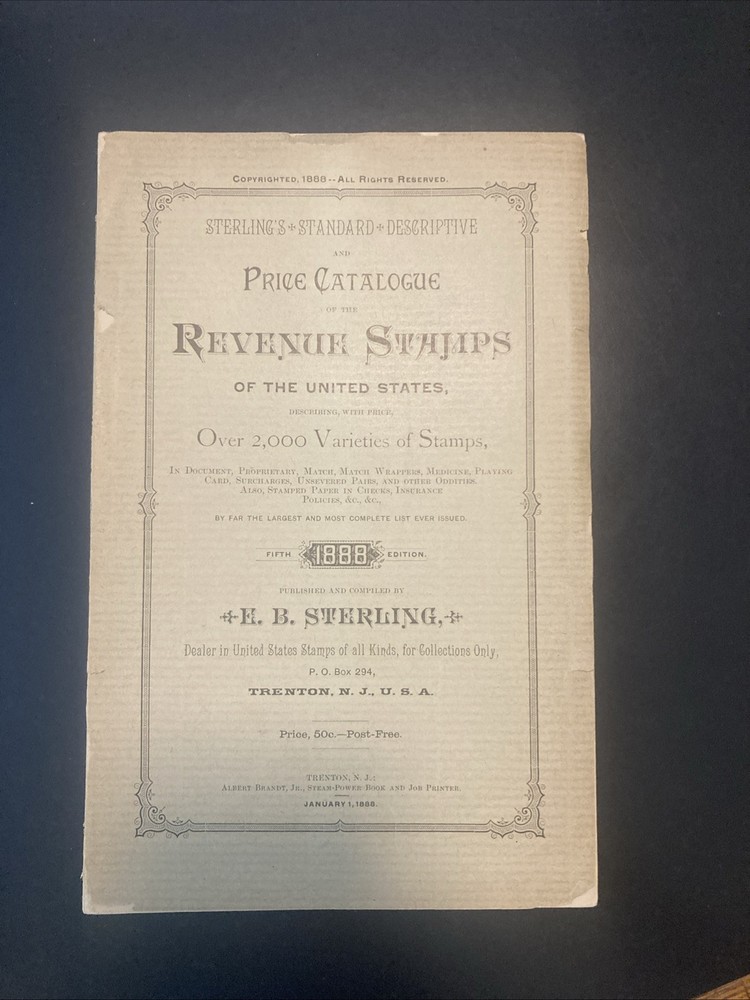 Copyrighted, 1888--All Rights Reserved.
STERLING'S STANDARD DESCRIPTIVE
AND
PRICE CATALOGUE
OF THE
REVENUE STAMPS
OF THE UNITED STATES,
DESCRIBING, WITH PRICE,
Over 2,000 Varieties of Stamps,
In Document, Proprietary, Match, Match Wrappers, Medicine, Playing
Card, Surcharges, Unsevered Pairs, and other Oddities.
Also, Stamped Paper in Checks, Insurance
Policies, &c., &c.,
BY FAR THE LARGEST AND MOST COMPLETE LIST EVER ISSUED.
FIFTH 1888 EDITION.
PUBLISHED AND COMPILED BY
E. B. STERLING,
Dealer in United States Stamps of all Kinds, for Collections Only,
P. O. Box 294,
TRENTON, N. J., U. S. A.
Price, 50c.—Post-Free.
TRENTON, N. J.:
Albert Brandt, Jr., Steam-Power Book and Job Printer.
JANUARY 1, 1888.